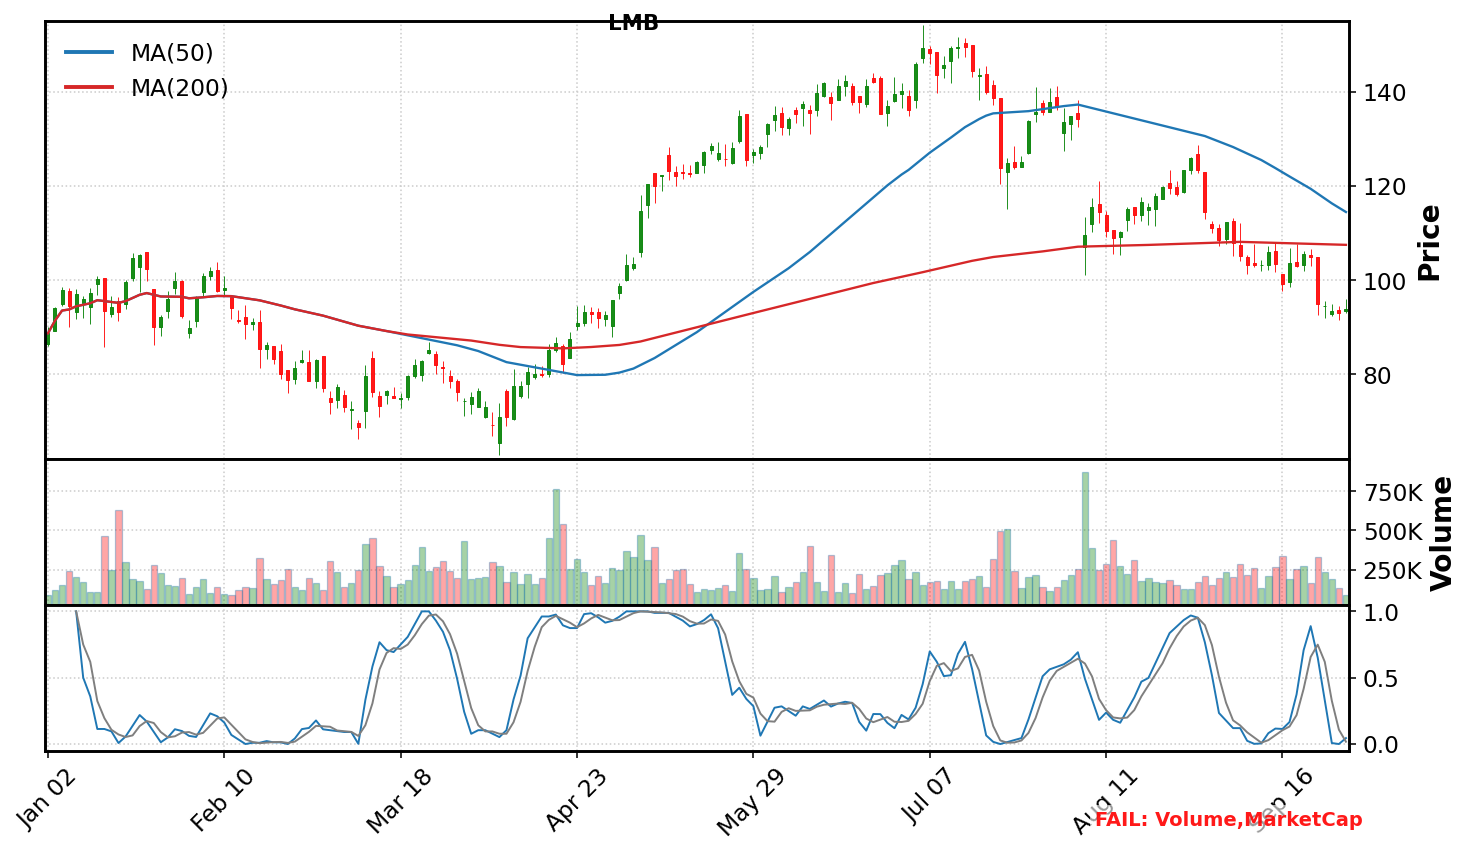 LMB
MA(50)
MA(200)
140
120
100
80
Price
750K
500K
250K
Volume
1.0
0.5
0.0
Jan 02
Feb 10
Mar 18
Apr 23
May 29
Jul 07
Aug 11
Sep 16
FAIL: Volume,MarketCap